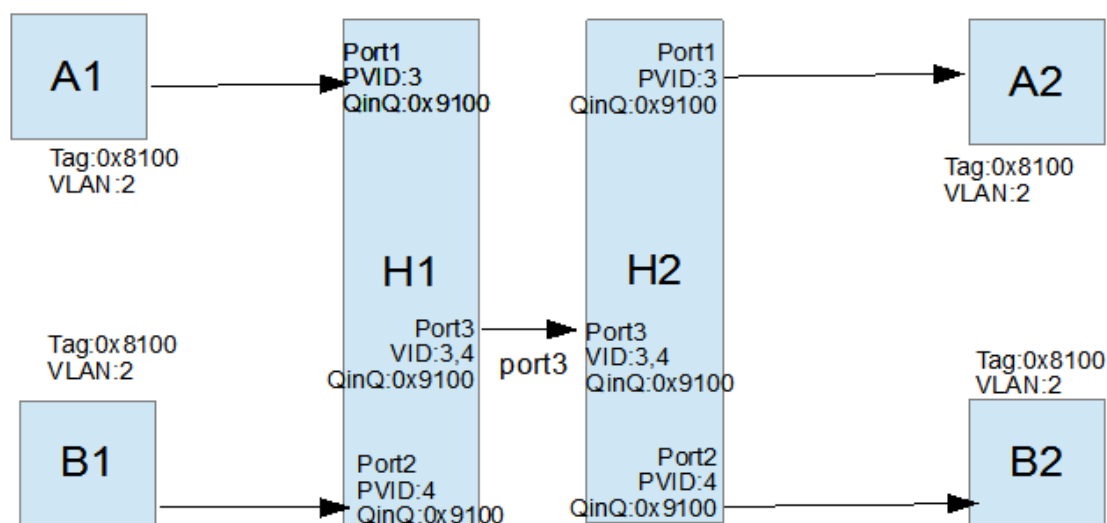 A1
Tag:0x8100
VLAN:2
Port1
PVID:3
QinQ:0x9100
Port1
PVID:3
QinQ:0x9100
A2
Tag:0x8100
VLAN:2
H1
H2
Port3
VID:3,4
QinQ:0x9100
port3
Port3
VID:3,4
QinQ:0x9100
Tag:0x8100
VLAN:2
B1
Port2
PVID:4
QinQ:0x9100
Port2
PVID:4
QinQ:0x9100
Tag:0x8100
VLAN:2
B2